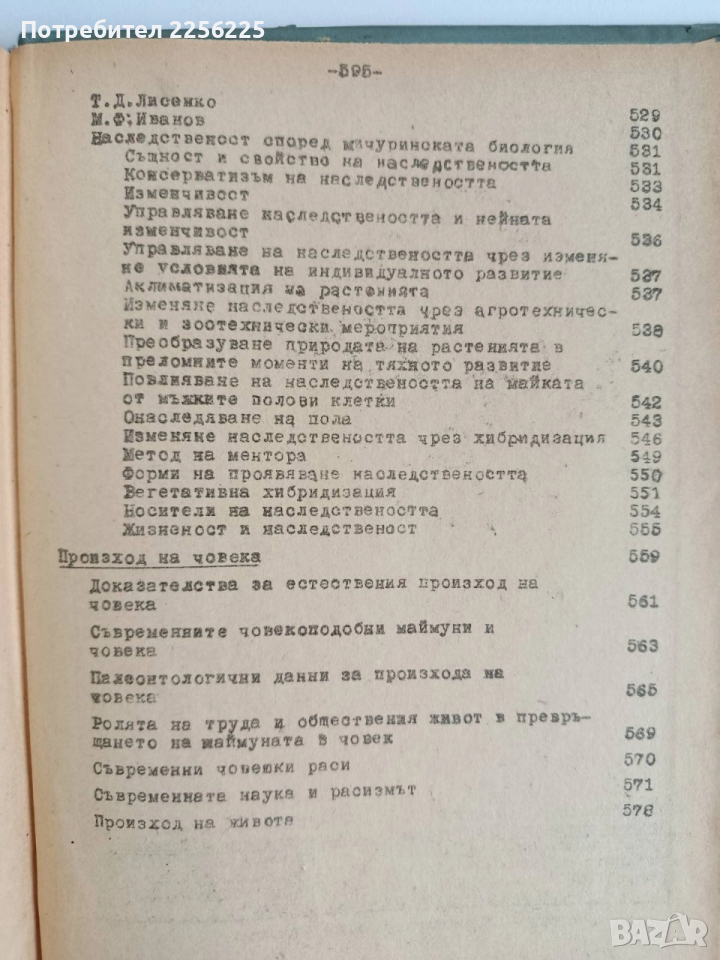 Потребител 2256225
-595-
Т.Д.Лисенко 529
М.Ф.Иванов 530
Наследственост според мичуринската биология 531
Същност и свойство на наследствеността 531
Консерватизъм на наследствеността 533
Изменчивост 534
Управляване наследствеността и нейната
изменчивост 536
Управляване на наследствеността чрез изменя-
не условията на индивидуалното развитие 537
Аклиматизация на растенията 537
Изменяне наследствеността чрез агротехничес-
ки и зоотехнически мероприятия 538
Преобразуване природата на растенията в
преломните моменти на тяхното развитие 540
Повлияване на наследствеността на майката
от мъжките полови клетки 542
Онаследяване на пола 543
Изменяне наследствеността чрез хибридизация 546
Метод на ментора 549
Форми на проявяване наследствеността 550
Вегетативна хибридизация 551
Носители на наследствеността 554
Жизненост и наследственост 555
Произход на човека 559
Доказателства за естествения произход на
човека 561
Съвременните човекоподобни маймуни и
човека 563
Палеонтологични данни за произхода на
човека 565
Ролята на труда и обществения живот в превръ-
щането на маймуната в човек 569
Съвременни човешки раси 570
Съвременната наука и расизмът 571
Произход на живота 578
BAZAR